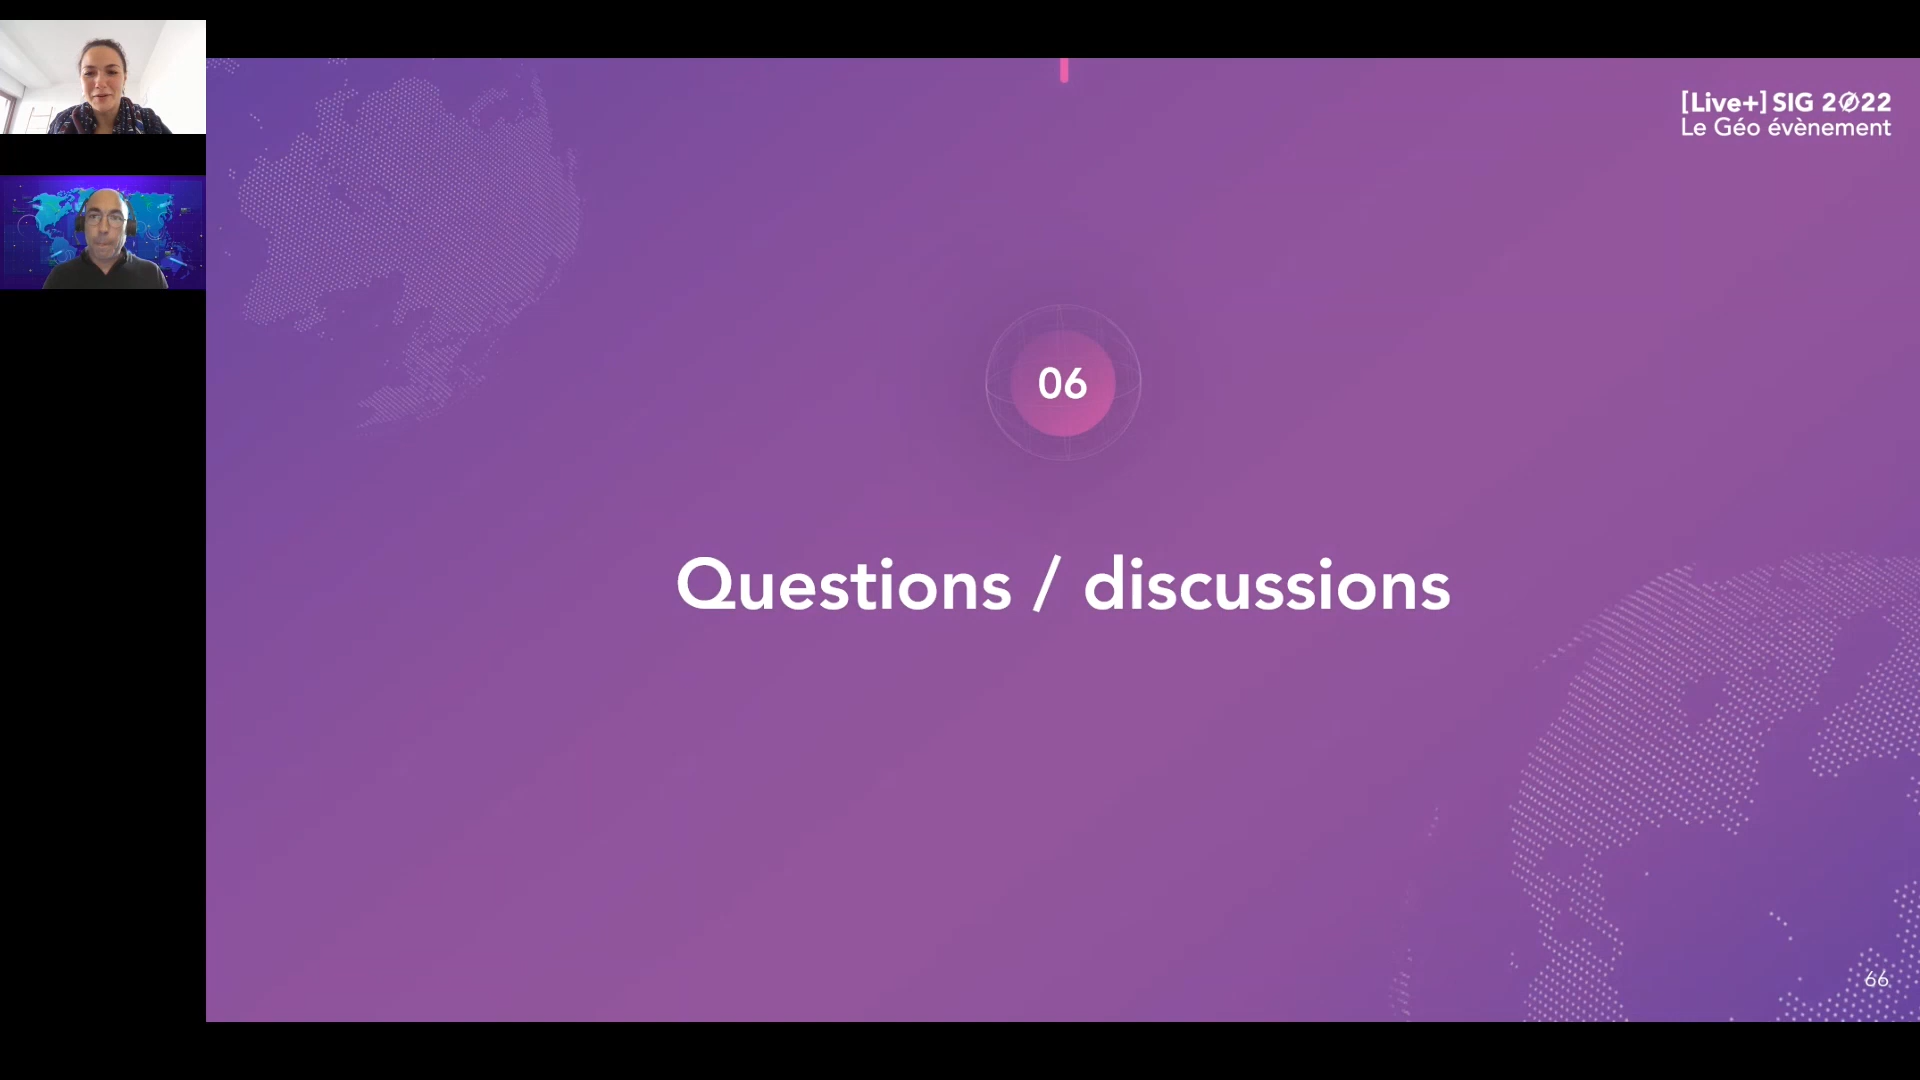 [Live+] SIG 2022
Le Géo évènement
06
Questions / discussions
66